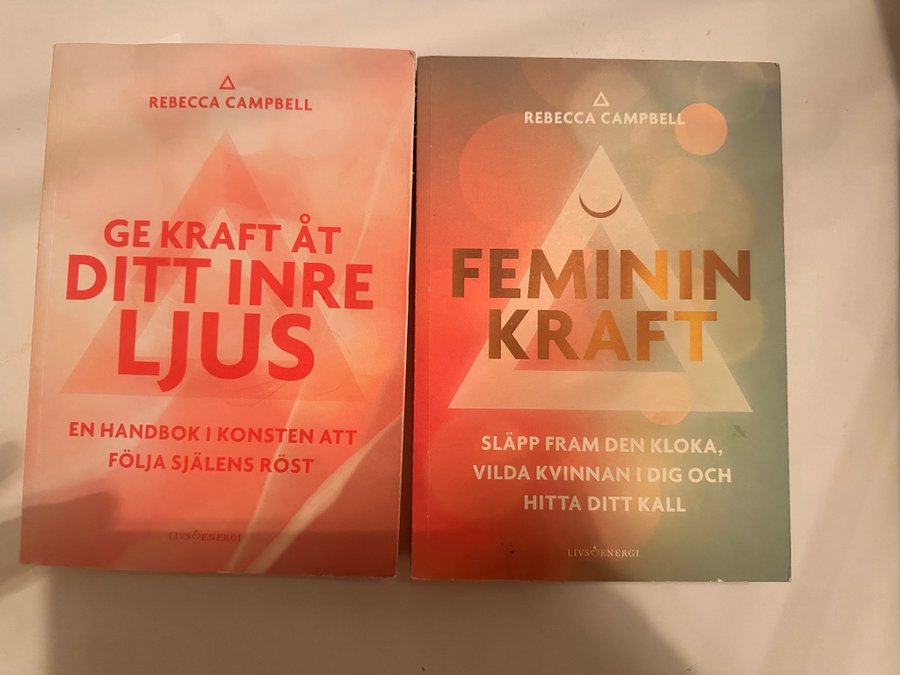 REBECCA CAMPBELL
GE KRAFT ÅT
DITT INRE
LJUS
EN HANDBOK I KONSTEN ATT
FÖLJA SJÄLENS RÖST
LIVSENERGI
REBECCA CAMPBELL
FEMININ
KRAFT
SLÄPP FRAM DEN KLOKA,
VILDA KVINNAN I DIG OCH
HITTA DITT KALL
LIVSENERGI